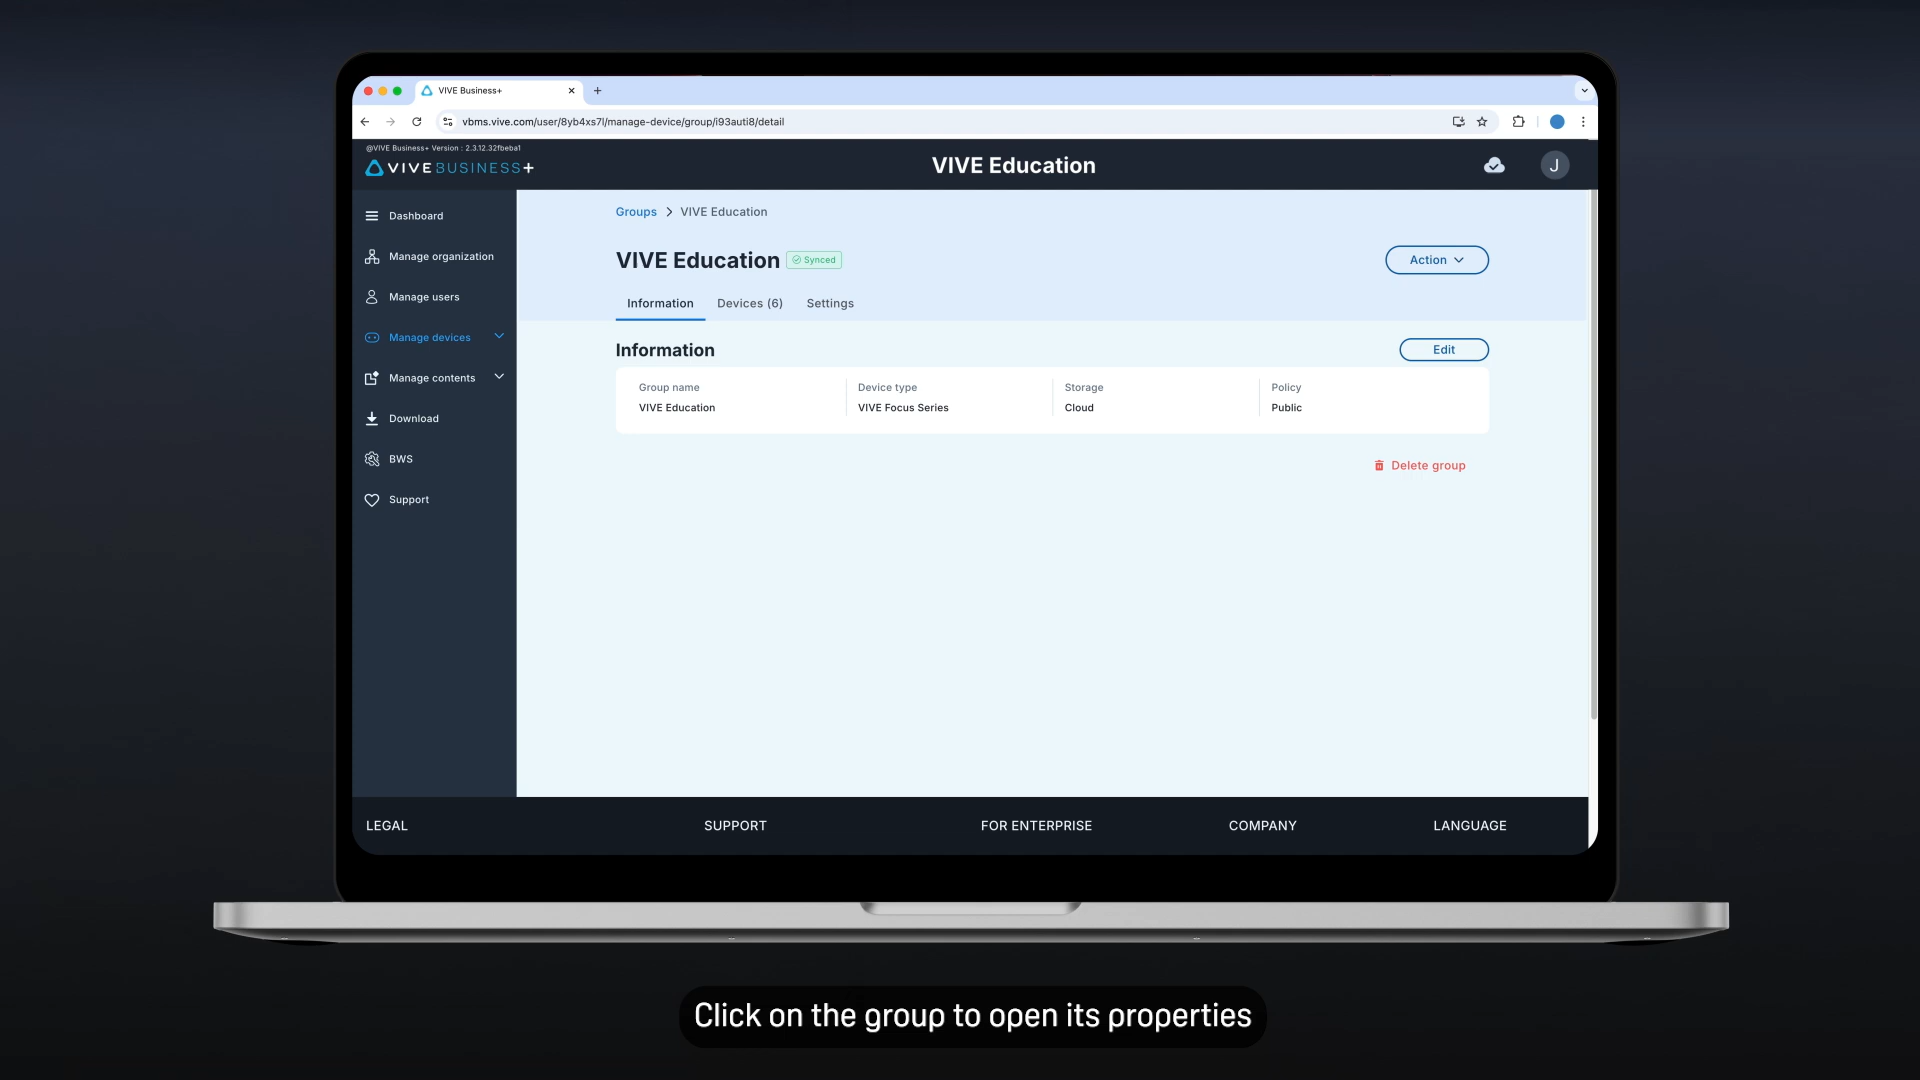 VIVE Business+
vbms.vive.com/user/8yb4xs7l/manage-device/group/i93auti8/detail
@VIVE Business+ Version : 2.3.12.32fbeba1
VIVE BUSINESS+
VIVE Education
J
Dashboard
Manage organization
Manage users
Manage devices
Manage contents
Download
BWS
Support
Groups > VIVE Education
VIVE Education Synced
Action
Information Devices (6) Settings
Information
Edit
Group name Device type Storage Policy
VIVE Education VIVE Focus Series Cloud Public
Delete group
LEGAL SUPPORT FOR ENTERPRISE COMPANY LANGUAGE
Click on the group to open its properties